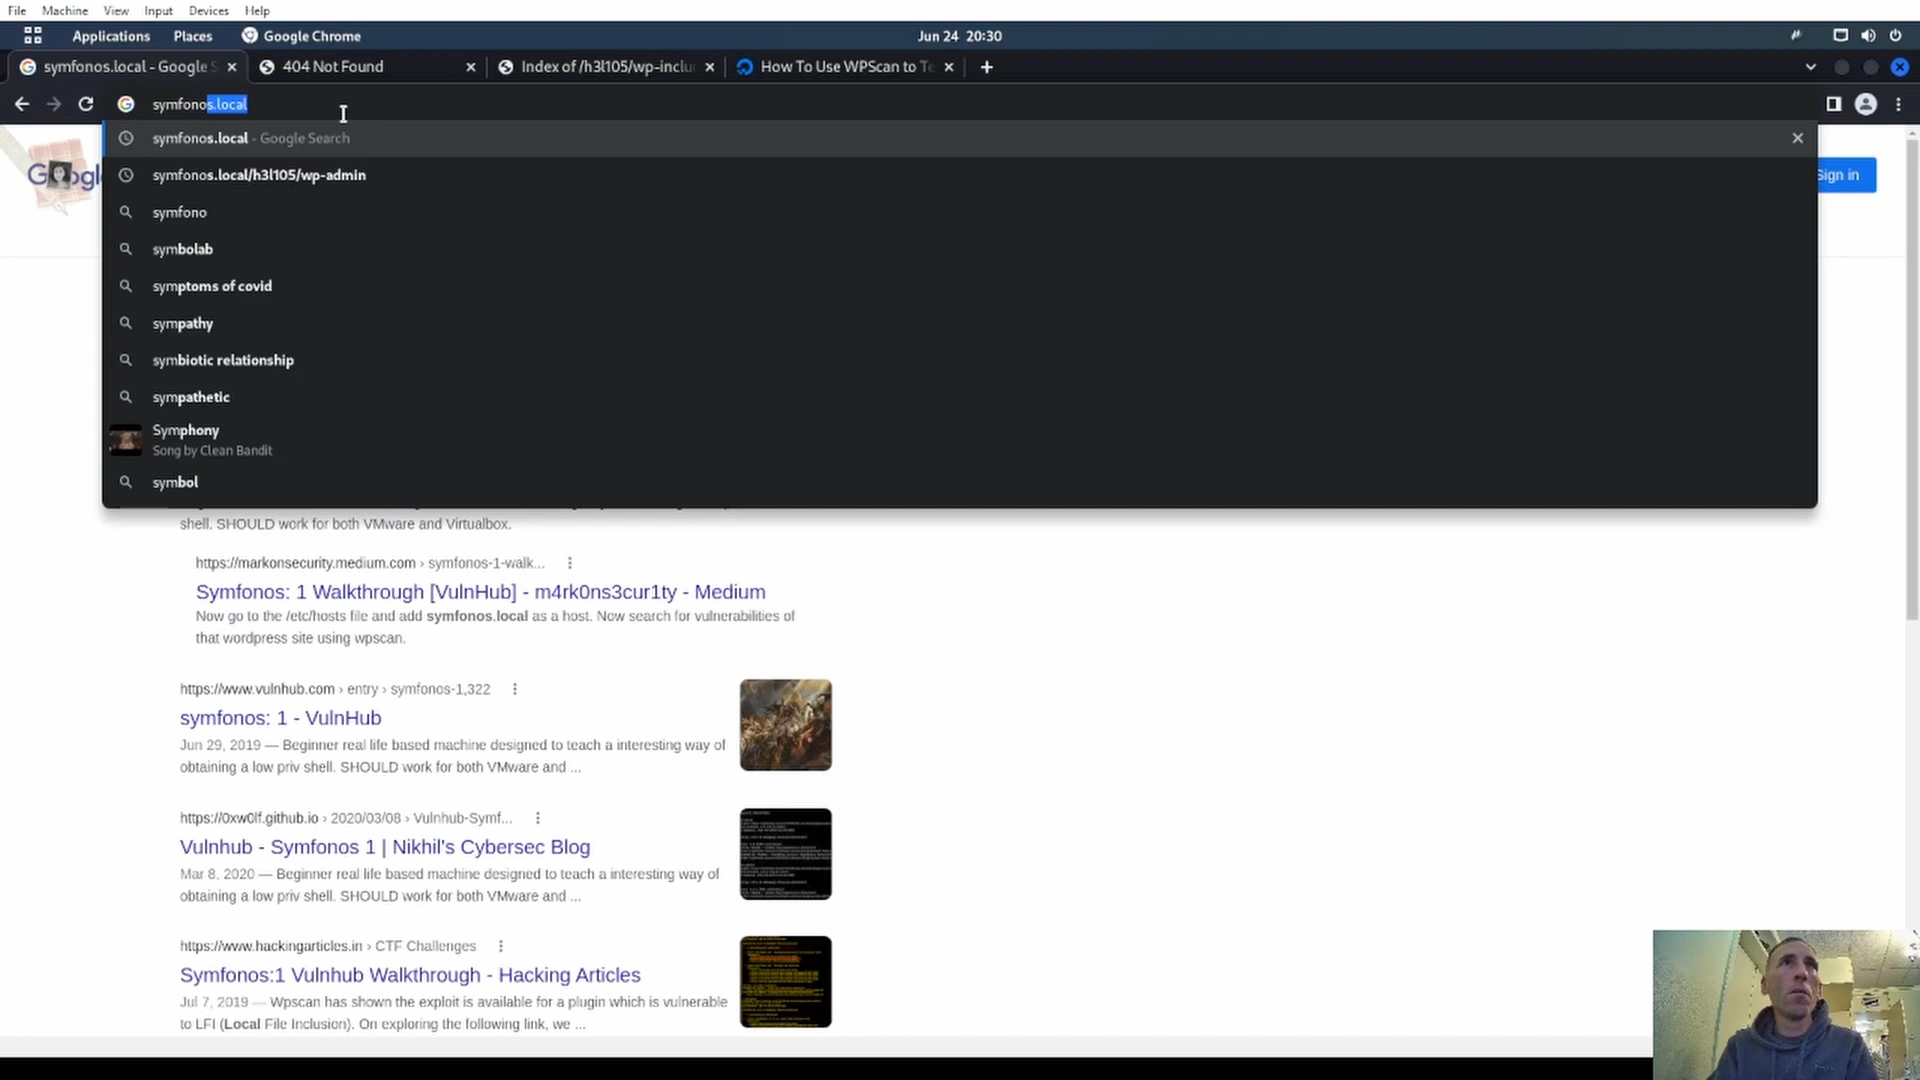 File Machine View Input Devices Help
Applications Places Google Chrome Jun 24 20:30
symfonos.local - Google S 404 Not Found Index of /h3l105/wp-inclu How To Use WPScan to Te
symfonos.local
symfonos.local - Google Search
symfonos.local/h3l105/wp-admin
Sign in
symfono
symbolab
symptoms of covid
sympathy
symbiotic relationship
sympathetic
Symphony
Song by Clean Bandit
symbol
shell. SHOULD work for both VMware and Virtualbox.
https://markonsecurity.medium.com › symfonos-1-walk...
Symfonos: 1 Walkthrough [VulnHub] - m4rk0ns3cur1ty - Medium
Now go to the /etc/hosts file and add symfonos.local as a host. Now search for vulnerabilities of
that wordpress site using wpscan.
https://www.vulnhub.com › entry › symfonos-1,322
symfonos: 1 - VulnHub
Jun 29, 2019 — Beginner real life based machine designed to teach a interesting way of
obtaining a low priv shell. SHOULD work for both VMware and ...
https://0xw0lf.github.io › 2020/03/08 › Vulnhub-Symf...
Vulnhub - Symfonos 1 | Nikhil's Cybersec Blog
Mar 8, 2020 — Beginner real life based machine designed to teach a interesting way of
obtaining a low priv shell. SHOULD work for both VMware and ...
https://www.hackingarticles.in › CTF Challenges
Symfonos:1 Vulnhub Walkthrough - Hacking Articles
Jul 7, 2019 — Wpscan has shown the exploit is available for a plugin which is vulnerable
to LFI (Local File Inclusion). On exploring the following link, we ...